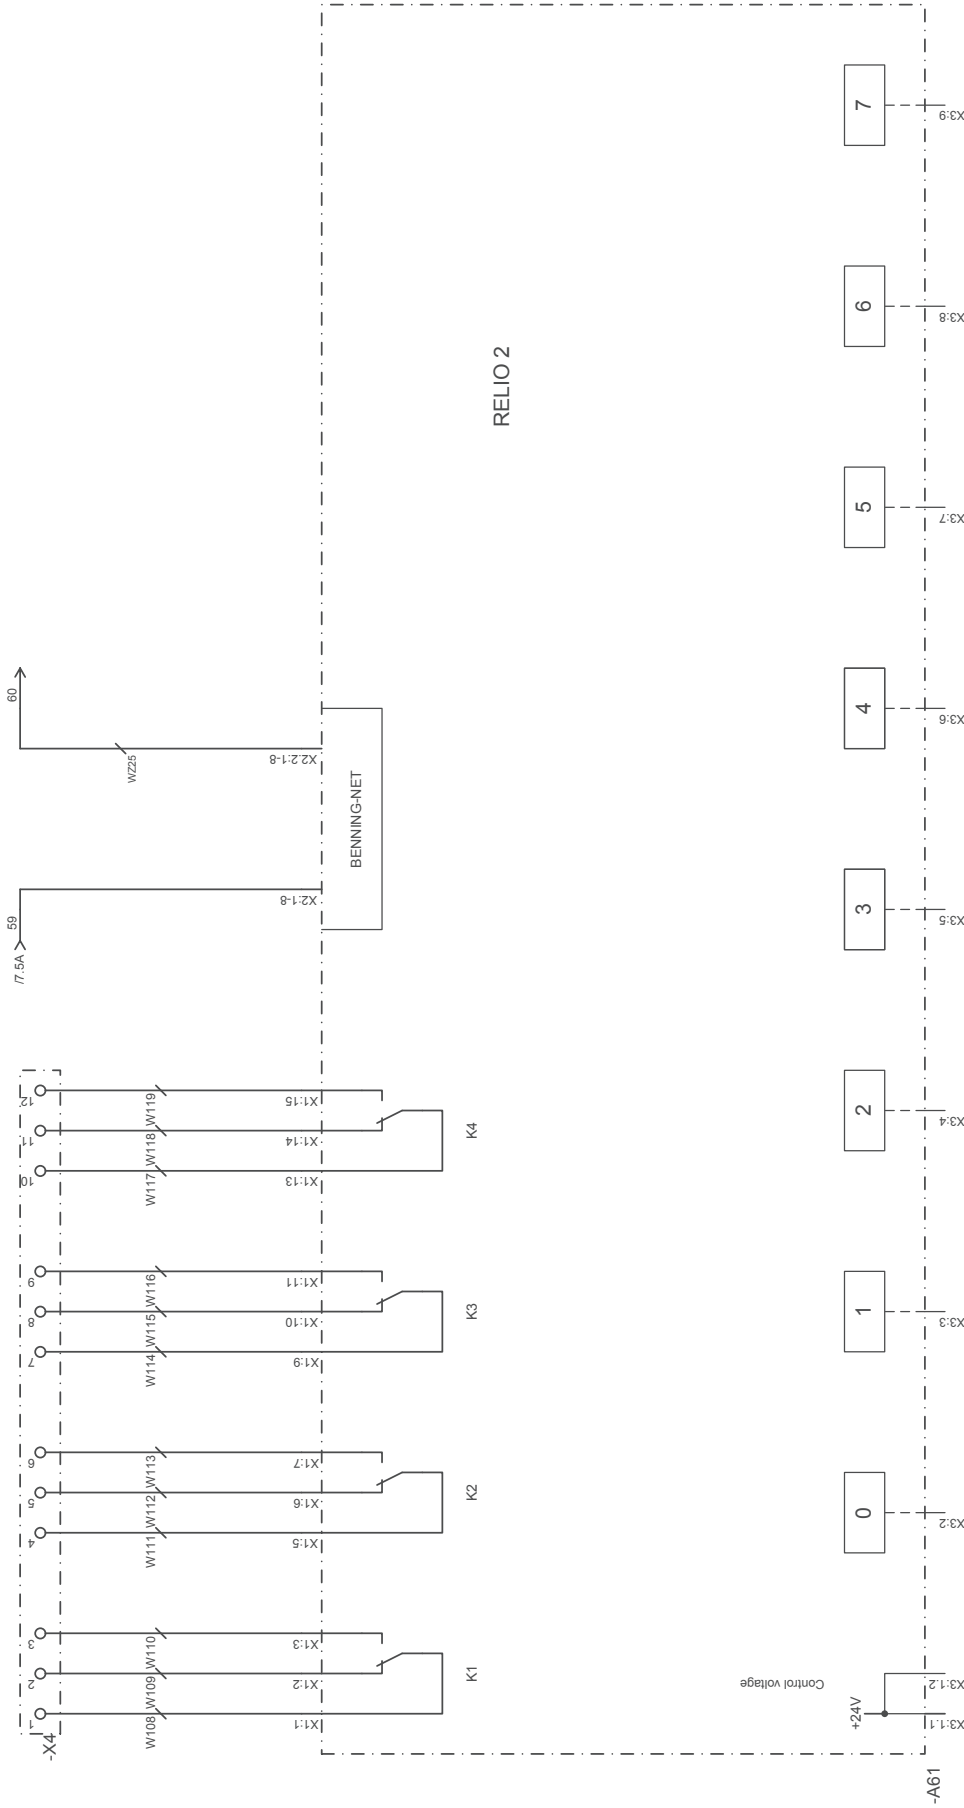 -X4
1
2
3
4
5
6
7
8
9
10
11
12
W108
W109
W110
W111
W112
W113
W114
W115
W116
W117
W118
W119
X1:1
X1:2
X1:3
X1:5
X1:6
X1:7
X1:9
X1:10
X1:11
X1:13
X1:14
X1:15
K1
K2
K3
K4
/7.5A
59
60
WZ25
X2:1-8
X2.2:1-8
BENNING-NET
RELIO 2
Control voltage
+24V
0
1
2
3
4
5
6
7
-A61
X3:1.1
X3:1.2
X3:2
X3:3
X3:4
X3:5
X3:6
X3:7
X3:8
X3:9